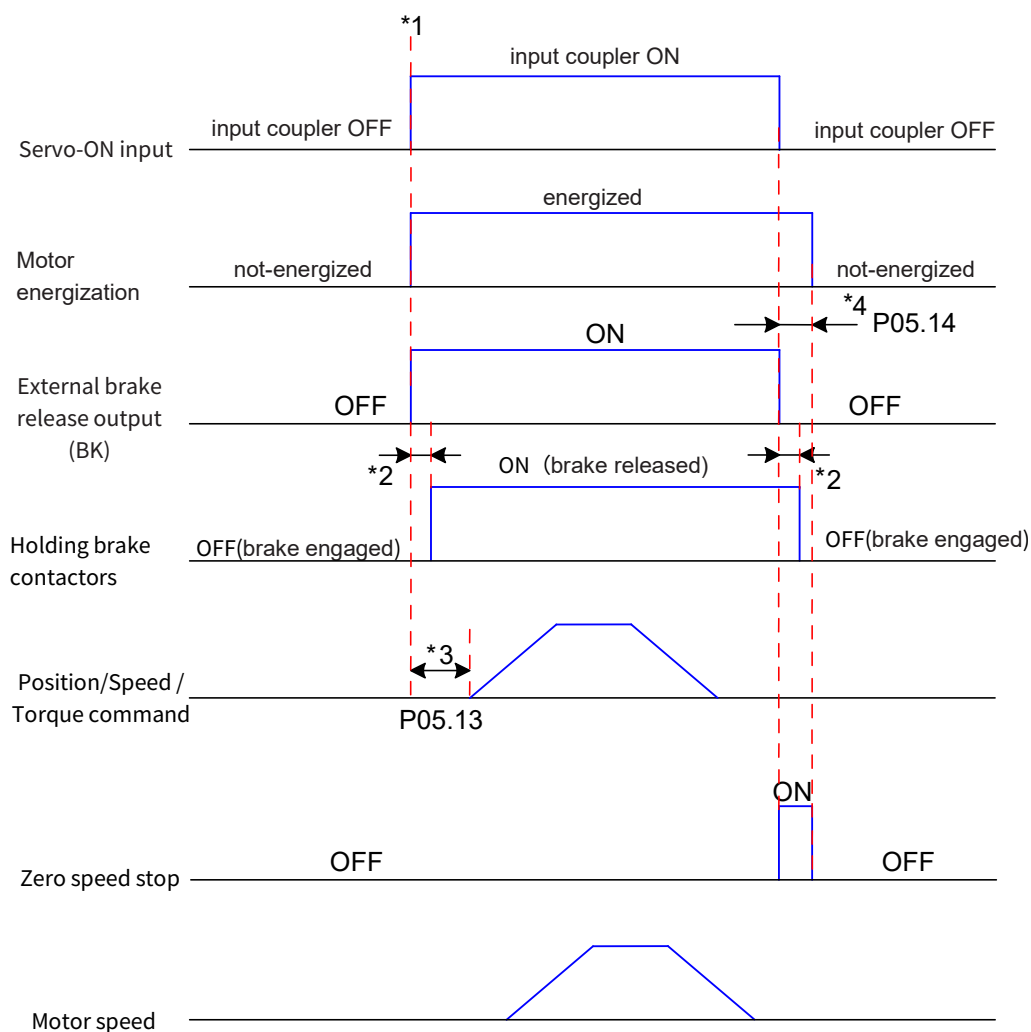 *1
input coupler ON
input coupler OFF
input coupler OFF
Servo-ON input
energized
Motor
energization
not-energized
not-energized
*4 P05.14
ON
External brake
release output
(BK)
OFF
OFF
*2
ON（brake released）
*2
Holding brake
contactors
OFF(brake engaged)
OFF(brake engaged)
*3
Position/Speed /
Torque command
P05.13
ON
OFF
OFF
Zero speed stop
Motor speed